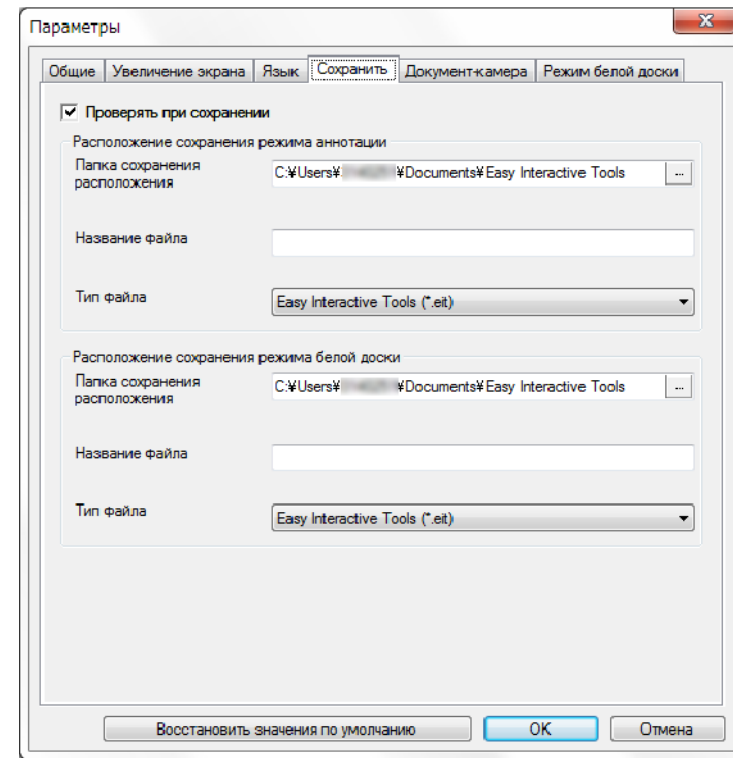 Параметры
Общие Увеличение экрана Язык Сохранить Документ-камера Режим белой доски
Проверять при сохранении
Расположение сохранения режима аннотации
Папка сохранения
расположения
C:¥Users¥ ¥Documents¥Easy Interactive Tools
...
Название файла
Тип файла
Easy Interactive Tools (*.eit)
Расположение сохранения режима белой доски
Папка сохранения
расположения
C:¥Users¥ ¥Documents¥Easy Interactive Tools
...
Название файла
Тип файла
Easy Interactive Tools (*.eit)
Восстановить значения по умолчанию OK Отмена